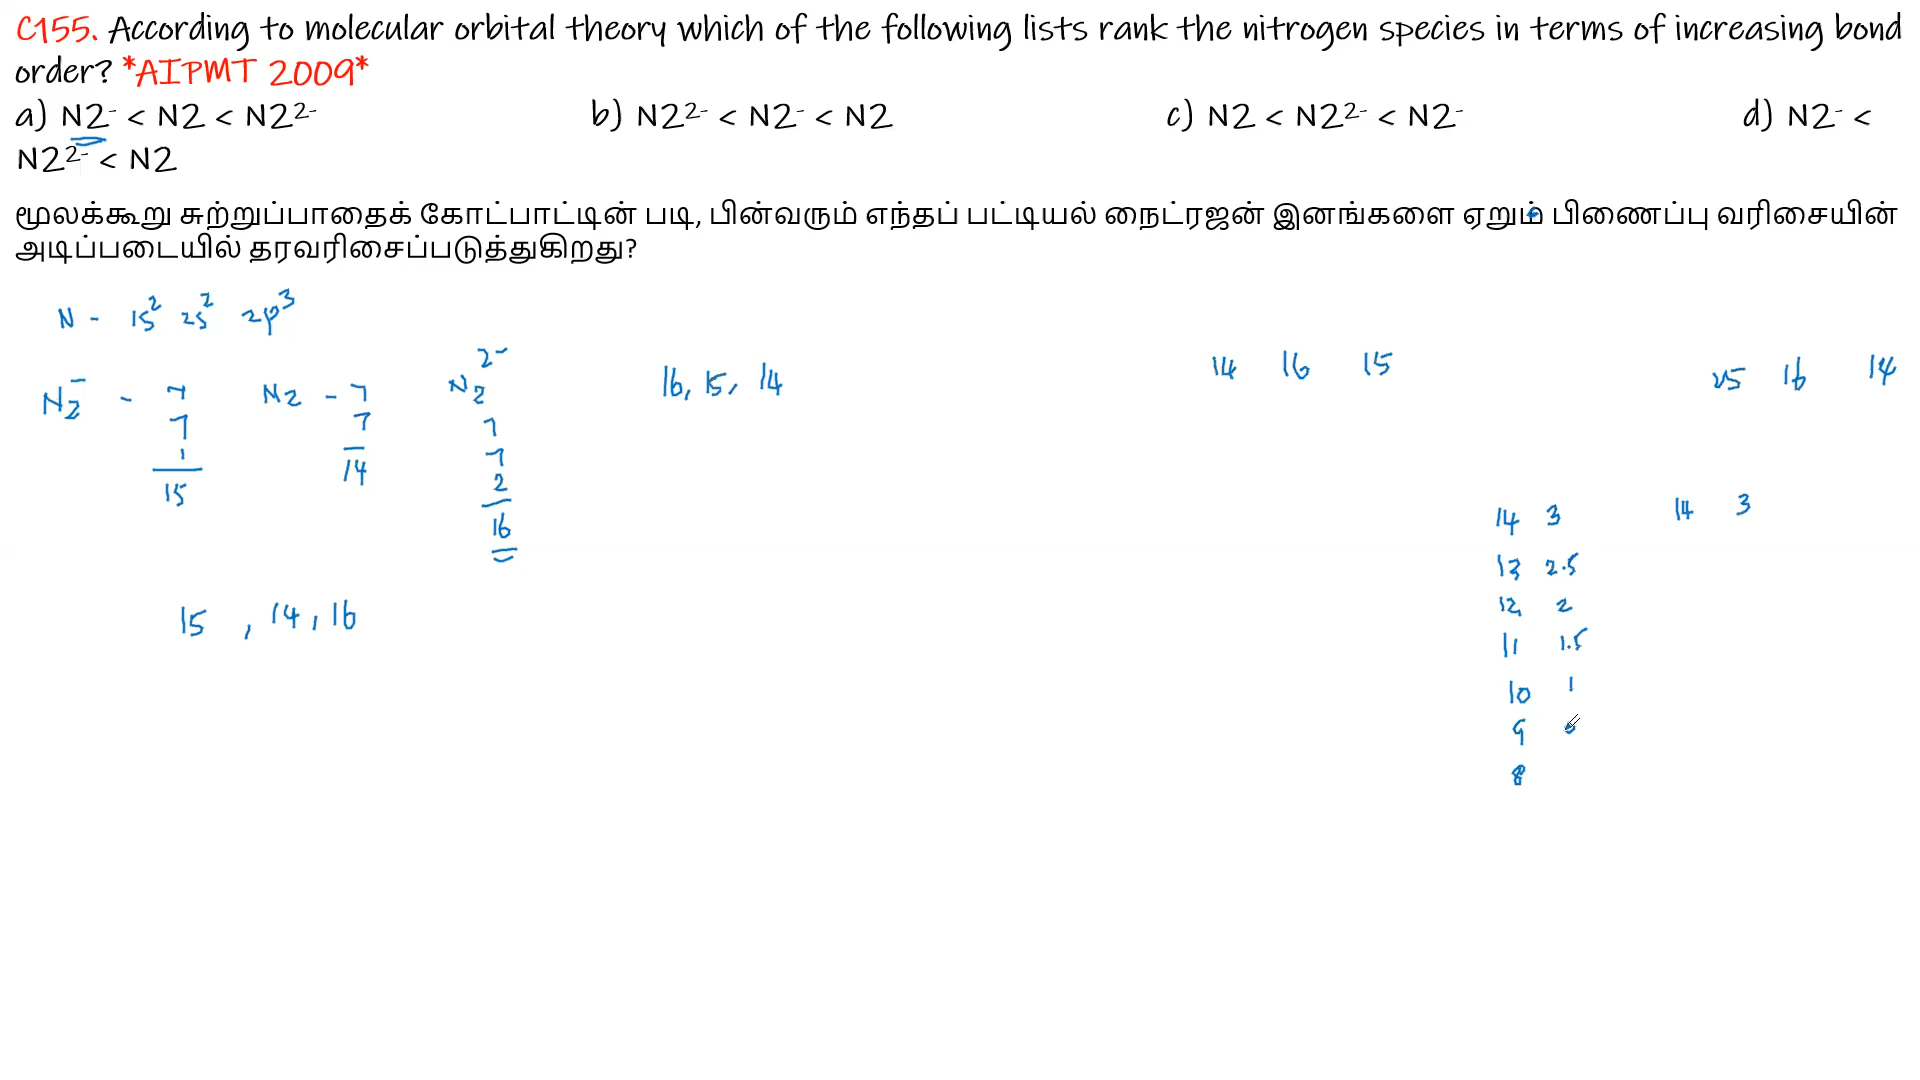 C155. According to molecular orbital theory which of the following lists rank the nitrogen species in terms of increasing bond
order? *AIPMT 2009*
a) N2- < N2 < N22- b) N22- < N2- < N2 c) N2 < N22- < N2- d) N2- <
N22- < N2
மூலக்கூறு சுற்றுப்பாதைக் கோட்பாட்டின் படி, பின்வரும் எந்தப் பட்டியல் நைட்ரஜன் இனங்களை ஏறும் பிணைப்பு வரிசையின்
அடிப்படையில் தரவரிசைப்படுத்துகிறது?
N - 1s² 2s² 2p³
N₂⁻ - 7 N₂ - 7 N₂²⁻ 16, 15, 14 14 16 15 15 16 14
7 7 7
1 14 7
15 2
16
15 , 14, 16
14 3 14 3
13 2.5
12 2
11 1.5
10 1
9
8